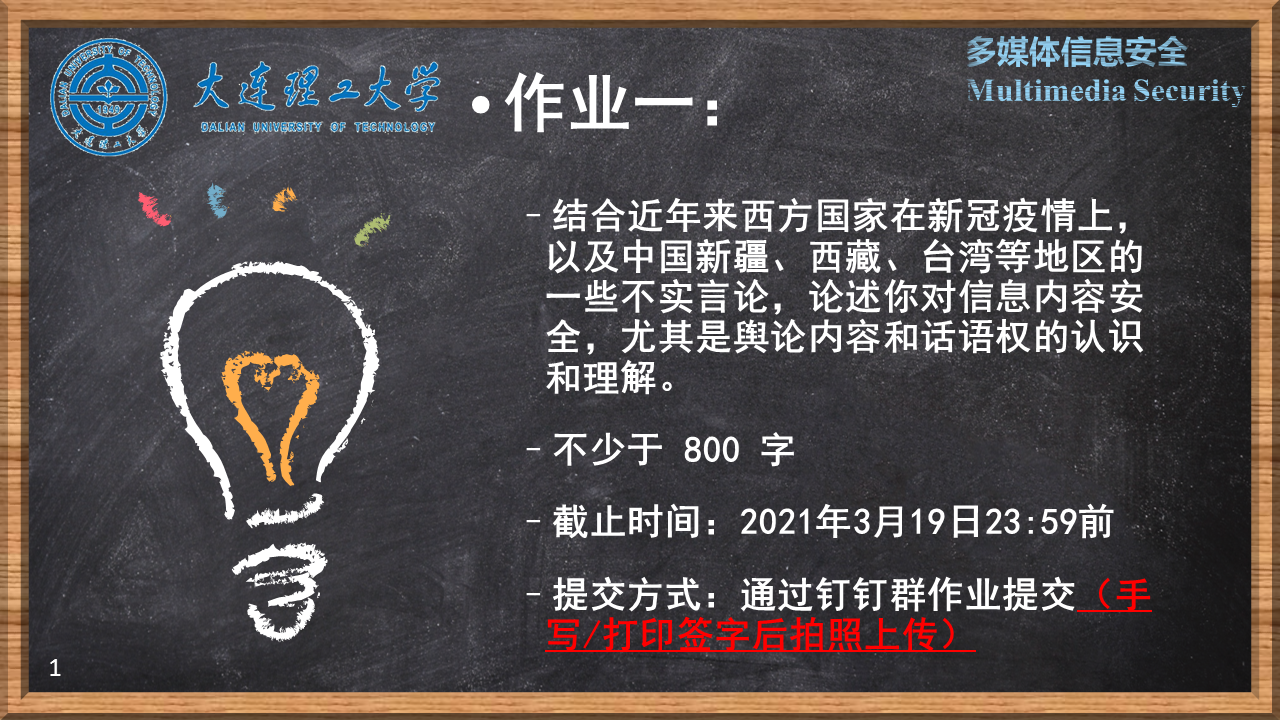 大连理工大学
DALIAN UNIVERSITY OF TECHNOLOGY
DALIAN UNIVERSITY OF TECHNOLOGY
1949
大连理工大学
多媒体信息安全
Multimedia Security
•作业一：
–结合近年来西方国家在新冠疫情上，
以及中国新疆、西藏、台湾等地区的
一些不实言论，论述你对信息内容安
全，尤其是舆论内容和话语权的认识
和理解。
–不少于 800 字
–截止时间：2021年3月19日23:59前
–提交方式：通过钉钉群作业提交（手
写/打印签字后拍照上传）
1